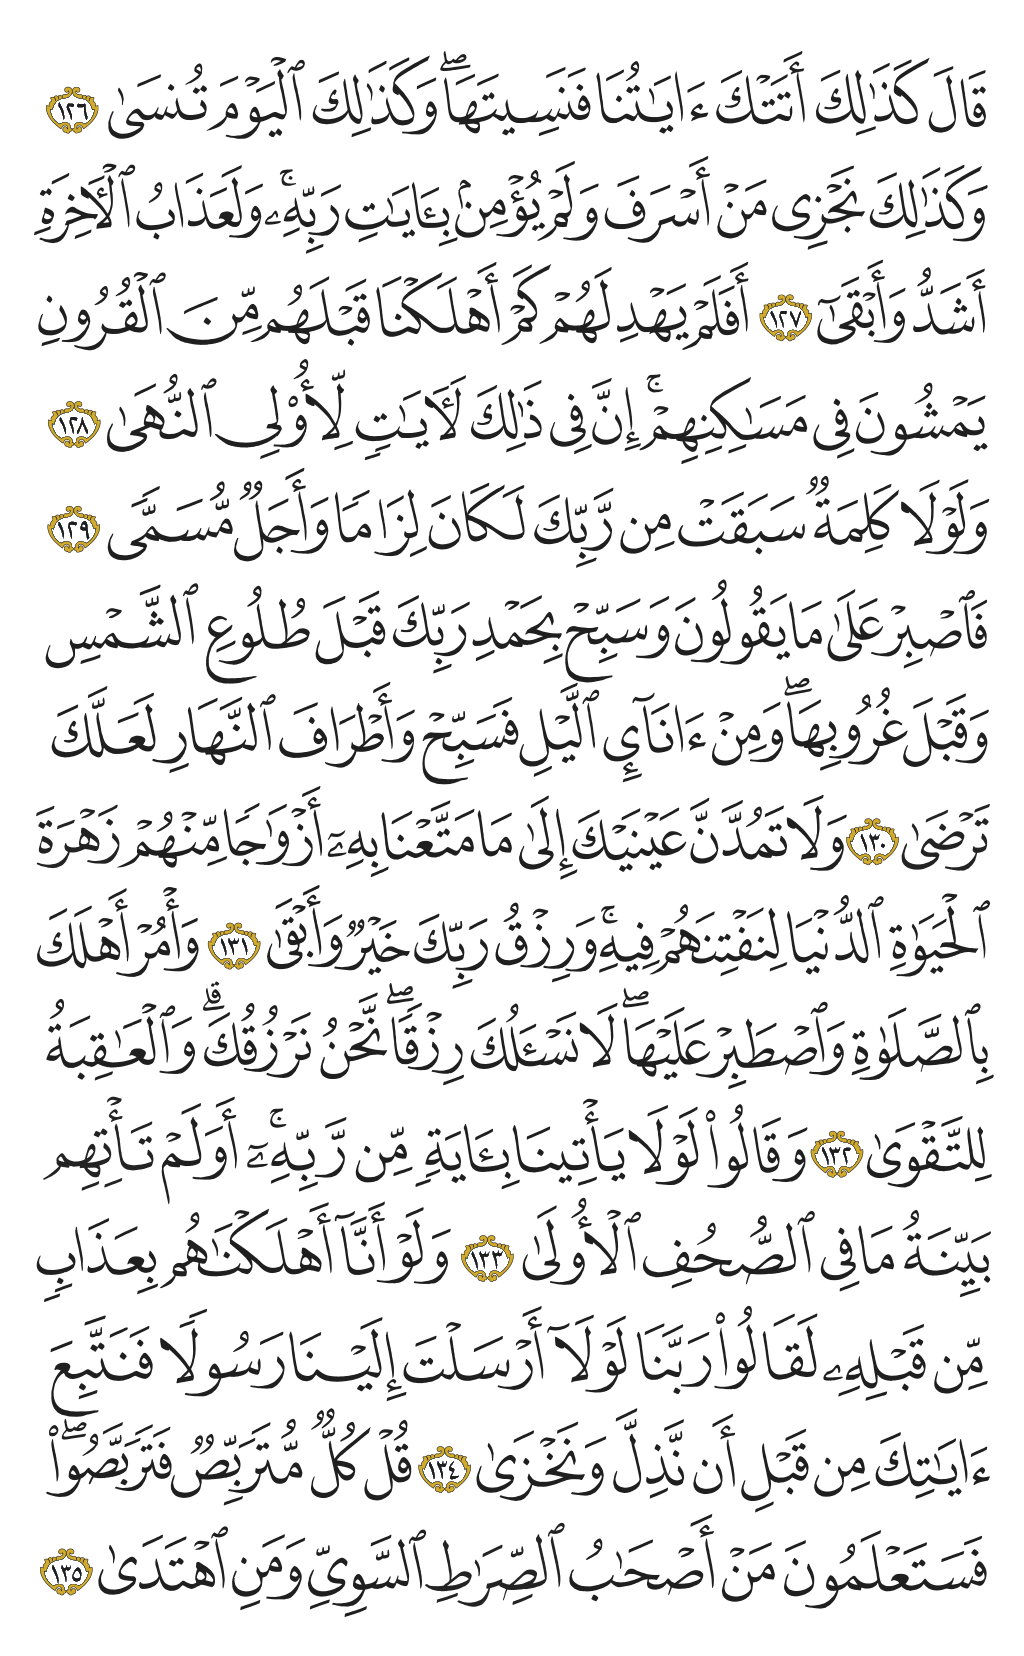 قَالَ كَذَٰلِكَ أَتَتۡكَ ءَايَٰتُنَا فَنَسِيتَهَاۖ وَكَذَٰلِكَ ٱلۡيَوۡمَ تُنسَىٰ ١٢٦
وَكَذَٰلِكَ نَجۡزِي مَنۡ أَسۡرَفَ وَلَمۡ يُؤۡمِنۢ بِـَٔايَٰتِ رَبِّهِۦۚ وَلَعَذَابُ ٱلۡأٓخِرَةِ
أَشَدُّ وَأَبۡقَىٰٓ ١٢٧ أَفَلَمۡ يَهۡدِ لَهُمۡ كَمۡ أَهۡلَكۡنَا قَبۡلَهُم مِّنَ ٱلۡقُرُونِ
يَمۡشُونَ فِي مَسَٰكِنِهِمۡۚ إِنَّ فِي ذَٰلِكَ لَأٓيَٰتٖ لِّأُوْلِي ٱلنُّهَىٰ ١٢٨
وَلَوۡلَا كَلِمَةٞ سَبَقَتۡ مِن رَّبِّكَ لَكَانَ لِزَامٗا وَأَجَلٞ مُّسَمّٗى ١٢٩
فَٱصۡبِرۡ عَلَىٰ مَا يَقُولُونَ وَسَبِّحۡ بِحَمۡدِ رَبِّكَ قَبۡلَ طُلُوعِ ٱلشَّمۡسِ
وَقَبۡلَ غُرُوبِهَاۖ وَمِنۡ ءَانَآيِٕ ٱلَّيۡلِ فَسَبِّحۡ وَأَطۡرَافَ ٱلنَّهَارِ لَعَلَّكَ
تَرۡضَىٰ ١٣٠ وَلَا تَمُدَّنَّ عَيۡنَيۡكَ إِلَىٰ مَا مَتَّعۡنَا بِهِۦٓ أَزۡوَٰجٗا مِّنۡهُمۡ زَهۡرَةَ
ٱلۡحَيَوٰةِ ٱلدُّنۡيَا لِنَفۡتِنَهُمۡ فِيهِۚ وَرِزۡقُ رَبِّكَ خَيۡرٞ وَأَبۡقَىٰ ١٣١ وَأۡمُرۡ أَهۡلَكَ
بِٱلصَّلَوٰةِ وَٱصۡطَبِرۡ عَلَيۡهَاۖ لَا نَسۡـَٔلُكَ رِزۡقٗاۖ نَّحۡنُ نَرۡزُقُكَۗ وَٱلۡعَٰقِبَةُ
لِلتَّقۡوَىٰ ١٣٢ وَقَالُواْ لَوۡلَا يَأۡتِينَا بِـَٔايَةٖ مِّن رَّبِّهِۦٓۚ أَوَلَمۡ تَأۡتِهِم
بَيِّنَةُ مَا فِي ٱلصُّحُفِ ٱلۡأُولَىٰ ١٣٣ وَلَوۡ أَنَّآ أَهۡلَكۡنَٰهُم بِعَذَابٖ
مِّن قَبۡلِهِۦ لَقَالُواْ رَبَّنَا لَوۡلَآ أَرۡسَلۡتَ إِلَيۡنَا رَسُولٗا فَنَتَّبِعَ
ءَايَٰتِكَ مِن قَبۡلِ أَن نَّذِلَّ وَنَخۡزَىٰ ١٣٤ قُلۡ كُلّٞ مُّتَرَبِّصٞ فَتَرَبَّصُواْۖ
فَسَتَعۡلَمُونَ مَنۡ أَصۡحَٰبُ ٱلصِّرَٰطِ ٱلسَّوِيِّ وَمَنِ ٱهۡتَدَىٰ ١٣٥